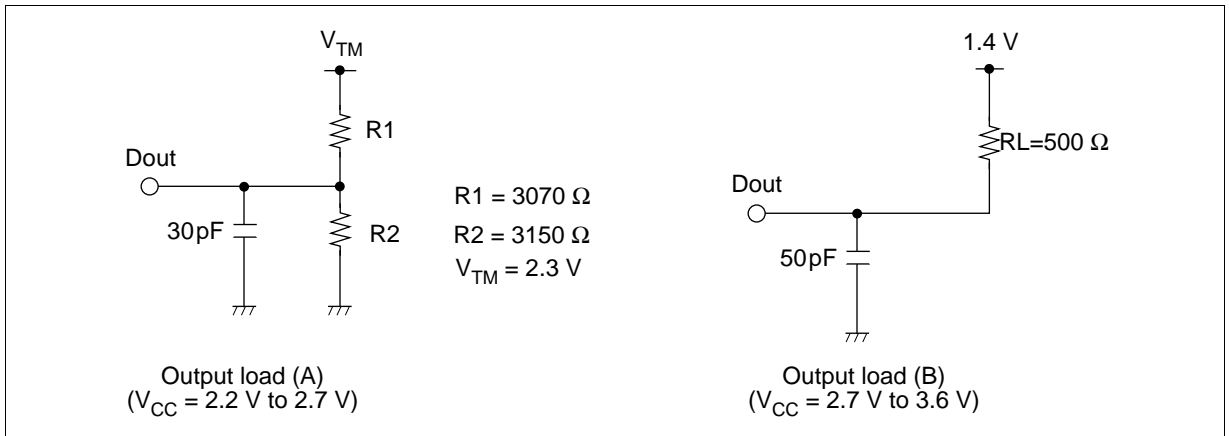 V_TM
R1
Dout
30pF
R2
R1 = 3070 Ω
R2 = 3150 Ω
V_TM = 2.3 V
Output load (A)
(V_CC = 2.2 V to 2.7 V)
1.4 V
RL=500 Ω
Dout
50pF
Output load (B)
(V_CC = 2.7 V to 3.6 V)